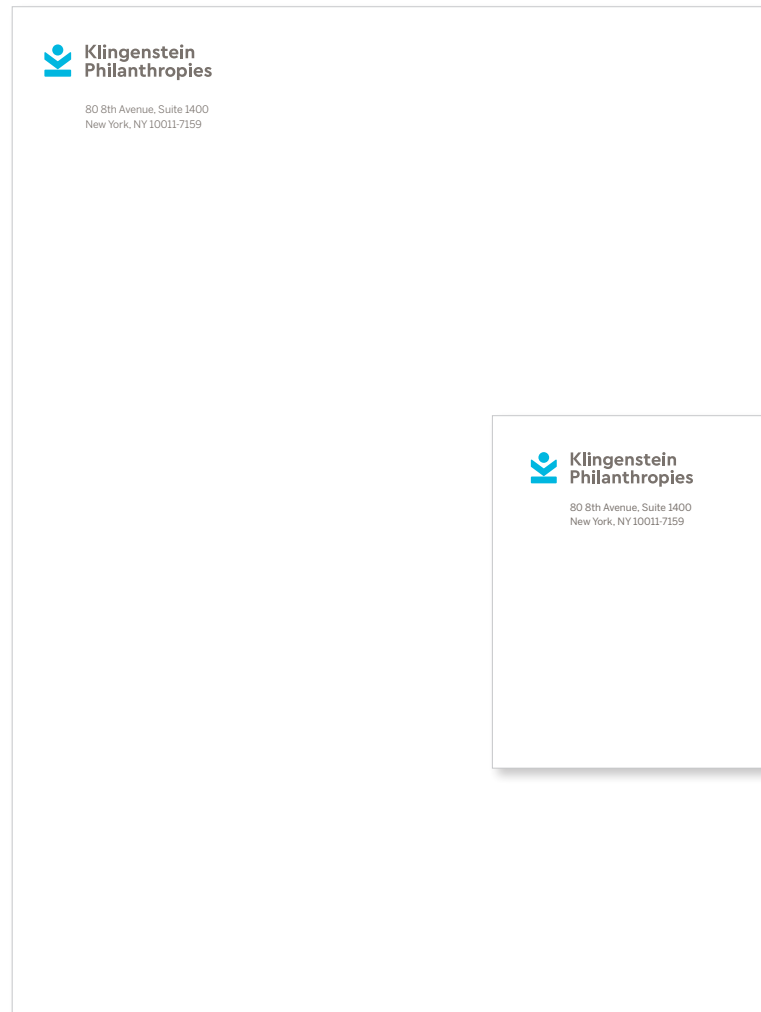 Klingenstein
Philanthropies
80 8th Avenue, Suite 1400
New York, NY 10011-7159
Klingenstein
Philanthropies
80 8th Avenue, Suite 1400
New York, NY 10011-7159